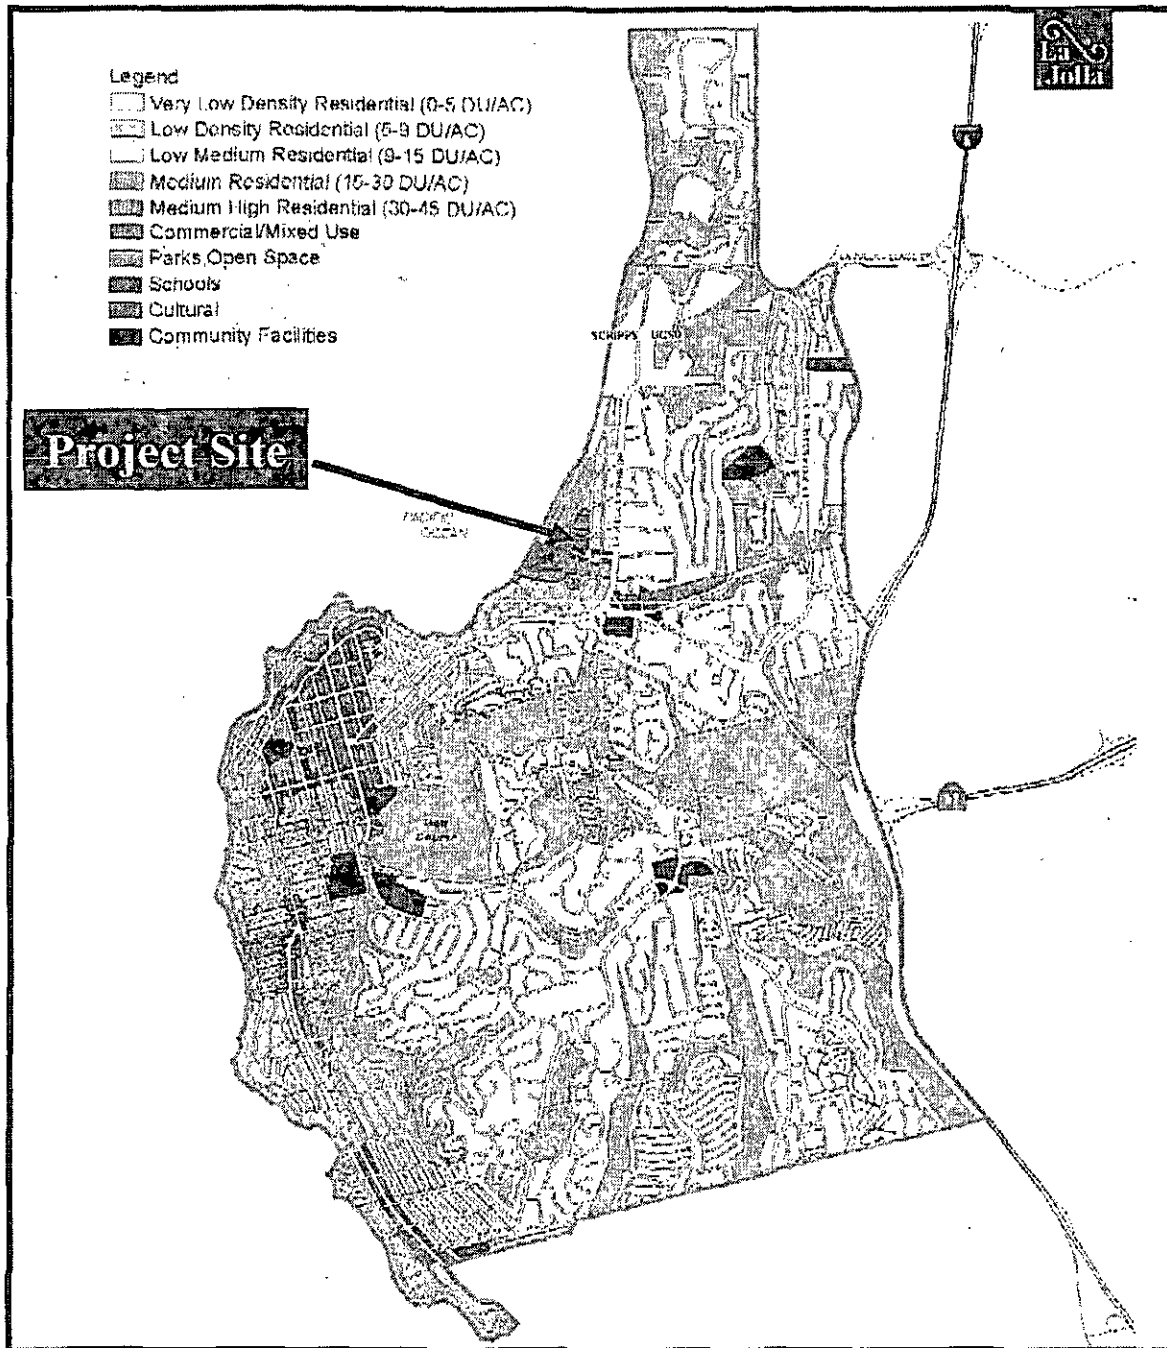 La
Jolla
Legend
Very Low Density Residential (0-5 DU/AC)
Low Density Residential (5-9 DU/AC)
Low Medium Residential (9-15 DU/AC)
Medium Residential (15-30 DU/AC)
Medium High Residential (30-45 DU/AC)
Commercial/Mixed Use
Parks,Open Space
Schools
Cultural
Community Facilities
SCRIPPS UCSD
Project Site
PACIFIC
OCEAN
Golf
Course